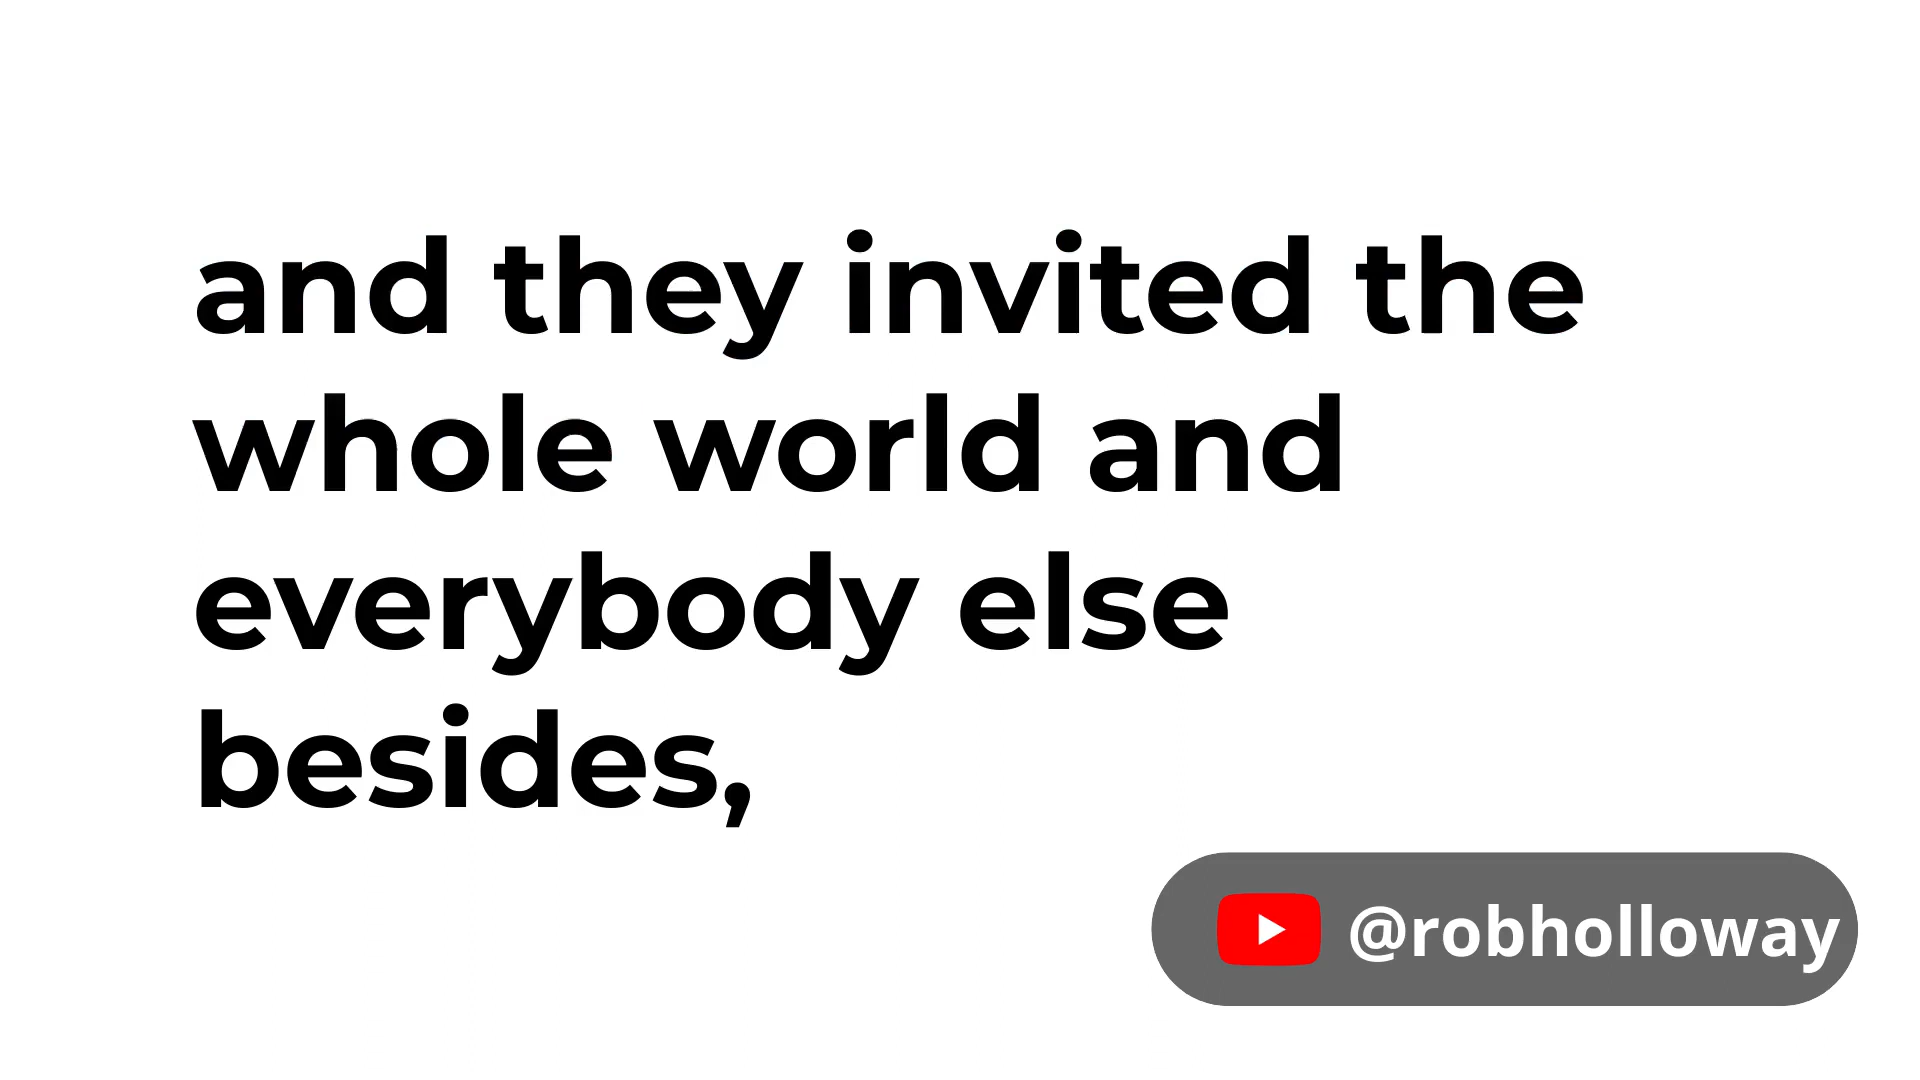 and they invited the
whole world and
everybody else
besides,
@robholloway